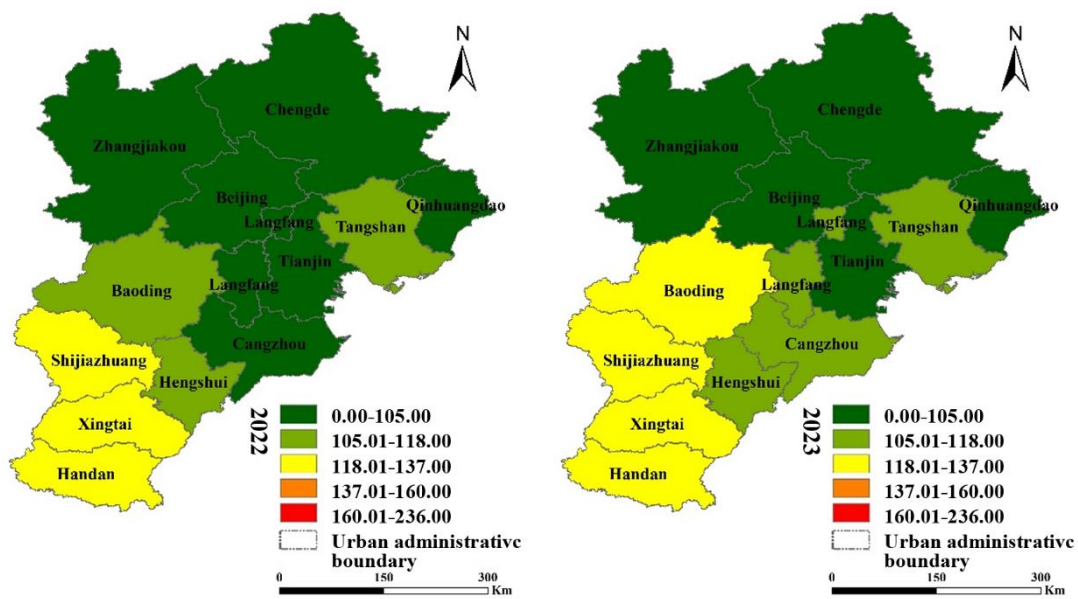 N
Chengde
Zhangjiakou
Beijing
Qinhuangdao
Langfang
Tangshan
Tianjin
Langfang
Baoding
Cangzhou
Shijiazhuang
Hengshui
Xingtai
Handan
2022
0.00-105.00
105.01-118.00
118.01-137.00
137.01-160.00
160.01-236.00
Urban administrativc
boundary
0 150 300
Km
N
Chengde
Zhangjiakou
Beijing
Qinhuangdao
Langfang
Tangshan
Tianjin
Langfang
Baoding
Cangzhou
Shijiazhuang
Hengshui
Xingtai
Handan
2023
0.00-105.00
105.01-118.00
118.01-137.00
137.01-160.00
160.01-236.00
Urban administrativc
boundary
0 150 300
Km